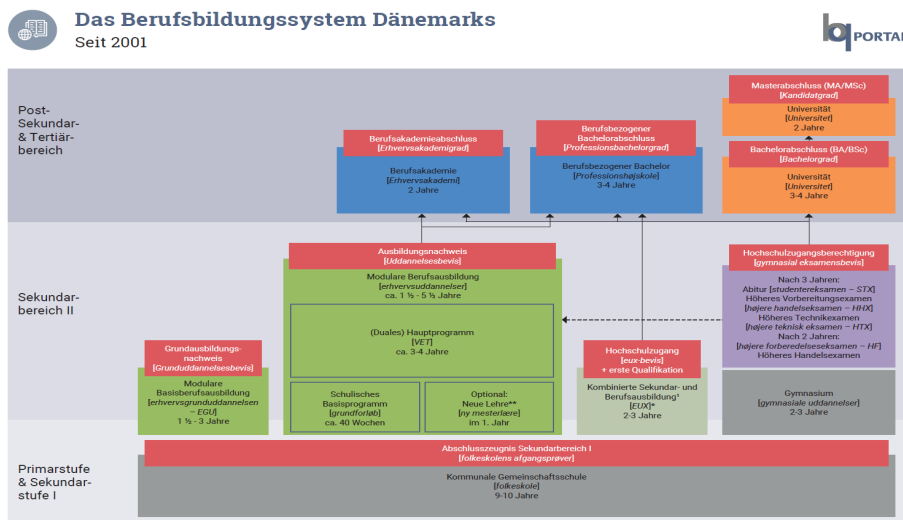 Das Berufsbildungssystem Dänemarks
Seit 2001
bq PORTAL
Post-
Sekundar-
& Tertiär-
bereich
Masterabschluss (MA/MSc)
[Kandidatgrad]
Universität
[Universitet]
2 Jahre
Berufsakademieabschluss
[Erhvervsakademigrad]
Berufsakademie
[Erhvervsakademi]
2 Jahre
Berufsbezogener
Bachelorabschluss
[Professionsbachelorgrad]
Berufsbezogener Bachelor
[Professionshøjskole]
3-4 Jahre
Bachelorabschluss (BA/BSc)
[Bachelorgrad]
Universität
[Universitet]
3-4 Jahre
Sekundar-
bereich II
Grundausbildungs-
nachweis
[Grunduddannelsesbevis]
Modulare
Basisberufsausbildung
[erhvervsgrunduddannelsen
– EGU]
1 ½ - 3 Jahre
Ausbildungsnachweis
[Uddannelsesbevis]
Modulare Berufsausbildung
[erhvervsuddannelser]
ca. 1 ½ - 5 ½ Jahre
(Duales) Hauptprogramm
[VET]
ca. 3-4 Jahre
Schulisches
Basisprogramm
[grundforløb]
ca. 40 Wochen
Optional:
Neue Lehre**
[ny mesterlære]
im 1. Jahr
Hochschulzugang
[eux-bevis]
+ erste Qualifikation
Kombinierte Sekundar- und
Berufsausbildung¹
[EUX]*
2-3 Jahre
Hochschulzugangsberechtigung
[gymnasial eksamensbevis]
Nach 3 Jahren:
Abitur [studentereksamen – STX]
Höheres Vorbereitungsexamen
[højere handelseksamen – HHX]
Höheres Technikexamen
[højere teknisk eksamen – HTX]
Nach 2 Jahren:
[højere forberedelseseksamen – HF]
Höheres Handelsexamen
Gymnasium
[gymnasiale uddannelser]
2-3 Jahre
Primarstufe
& Sekundar-
stufe I
Abschlusszeugnis Sekundarbereich I
[folkeskolens afgangsprøver]
Kommunale Gemeinschaftsschule
[folkeskole]
9-10 Jahre